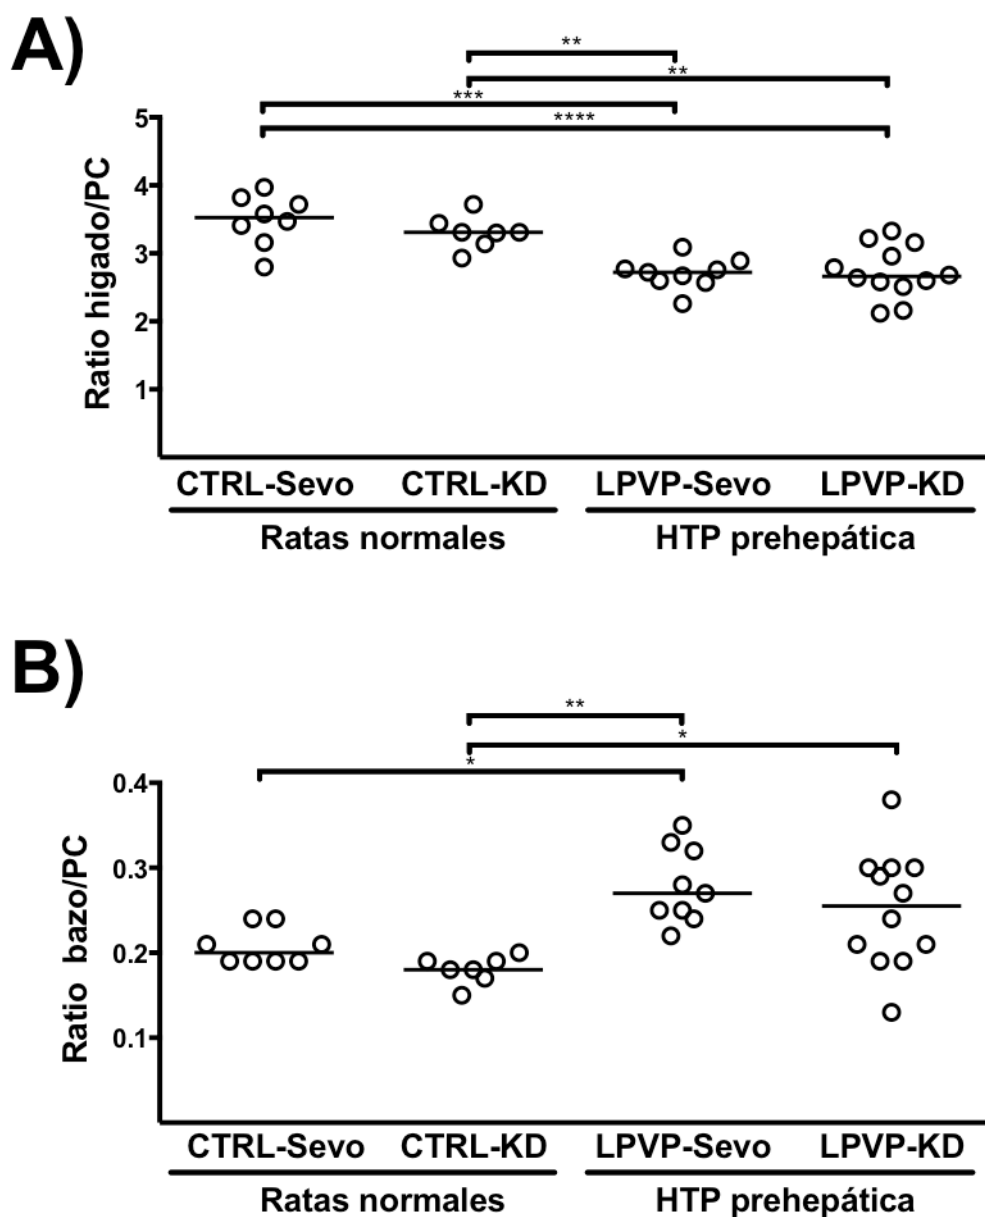 A)
**
**
***
****
5
4
3
2
1
Ratio higado/PC
CTRL-Sevo CTRL-KD LPVP-Sevo LPVP-KD
Ratas normales HTP prehepática
B)
**
*
*
0.4
0.3
0.2
0.1
Ratio bazo/PC
CTRL-Sevo CTRL-KD LPVP-Sevo LPVP-KD
Ratas normales HTP prehepática